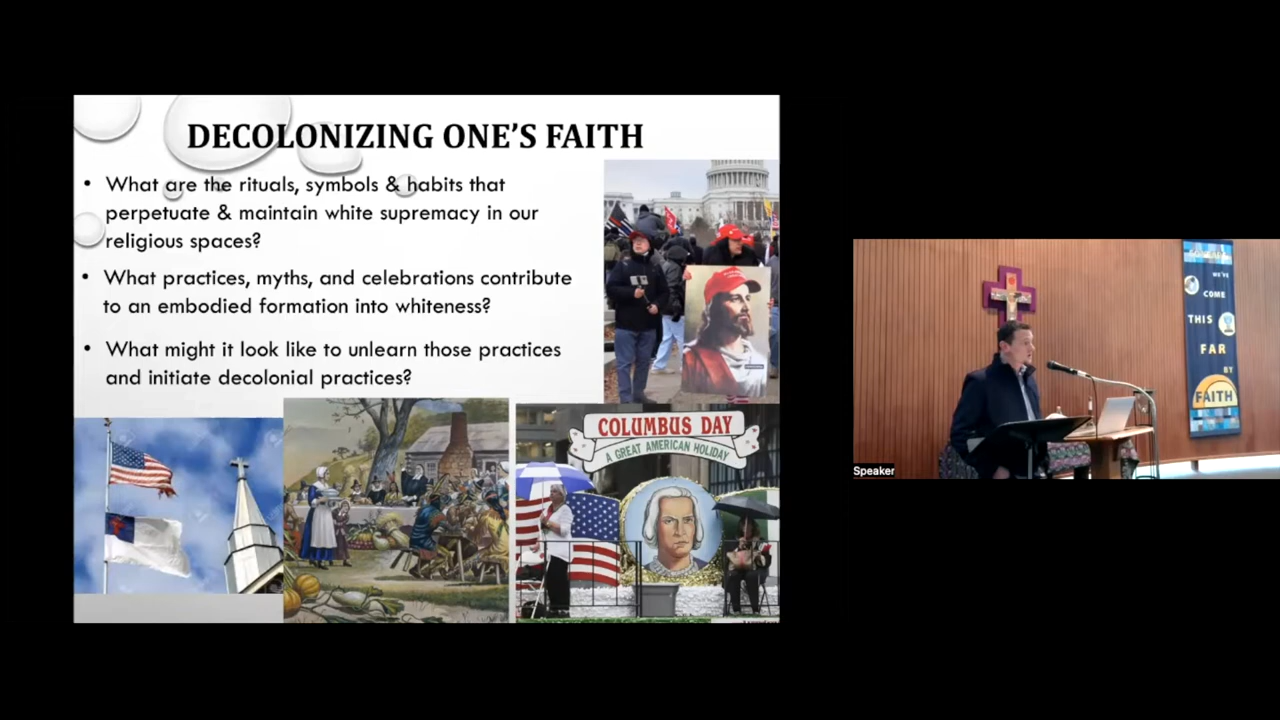 DECOLONIZING ONE'S FAITH
• What are the rituals, symbols & habits that
perpetuate & maintain white supremacy in our
religious spaces?
• What practices, myths, and celebrations contribute
to an embodied formation into whiteness?
• What might it look like to unlearn those practices
and initiate decolonial practices?
COLUMBUS DAY
A GREAT AMERICAN HOLIDAY
WE'VE
COME
THIS
FAR
BY
FAITH
Speaker